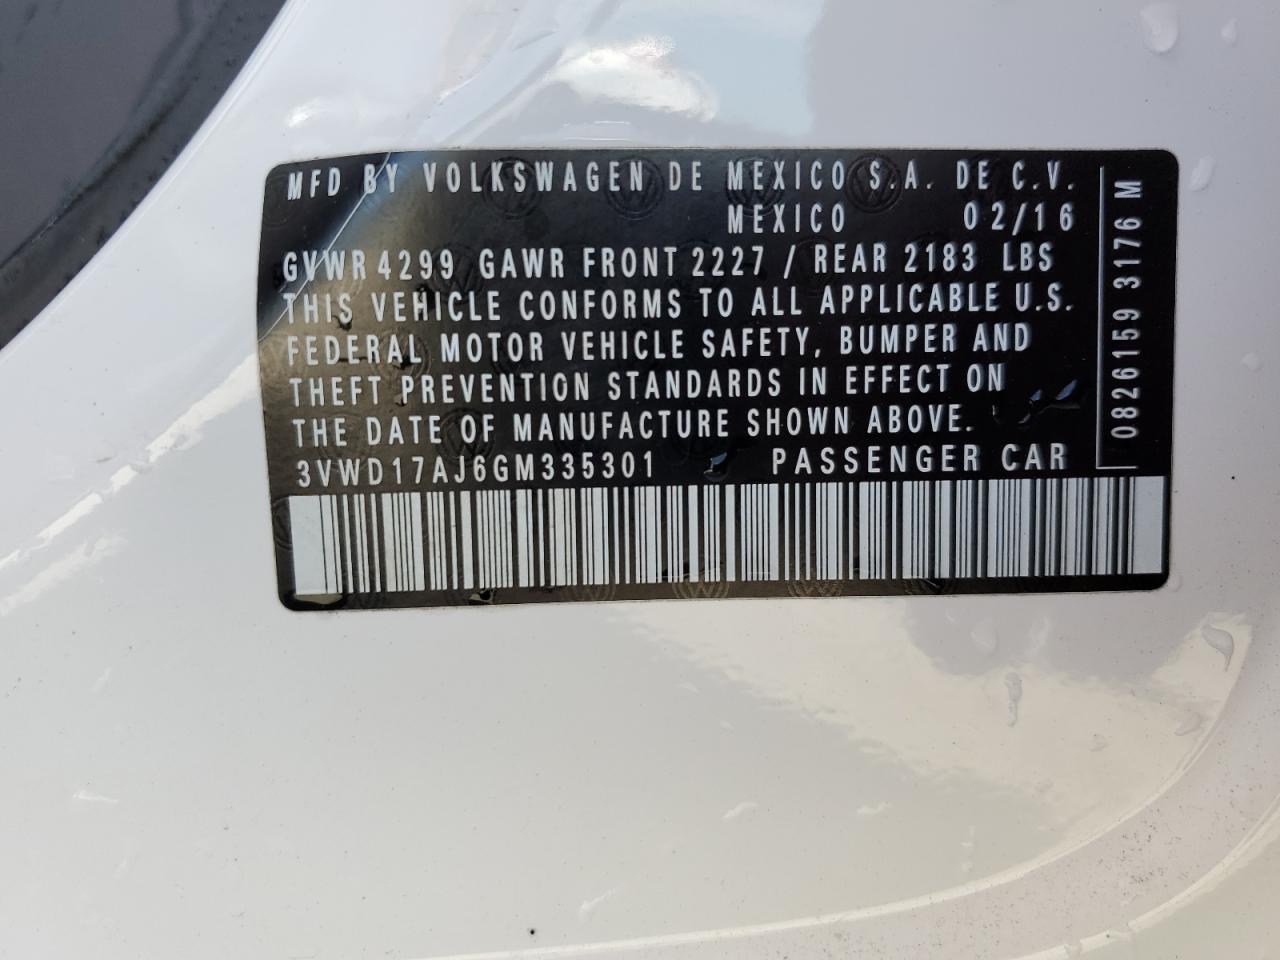 MFD BY VOLKSWAGEN DE MEXICO S.A. DE C.V.
MEXICO 02/16
GVWR 4299 GAWR FRONT 2227 / REAR 2183 LBS
THIS VEHICLE CONFORMS TO ALL APPLICABLE U.S.
FEDERAL MOTOR VEHICLE SAFETY, BUMPER AND
THEFT PREVENTION STANDARDS IN EFFECT ON
THE DATE OF MANUFACTURE SHOWN ABOVE.
3VWD17AJ6GM335301 PASSENGER CAR
0826159 3176 M